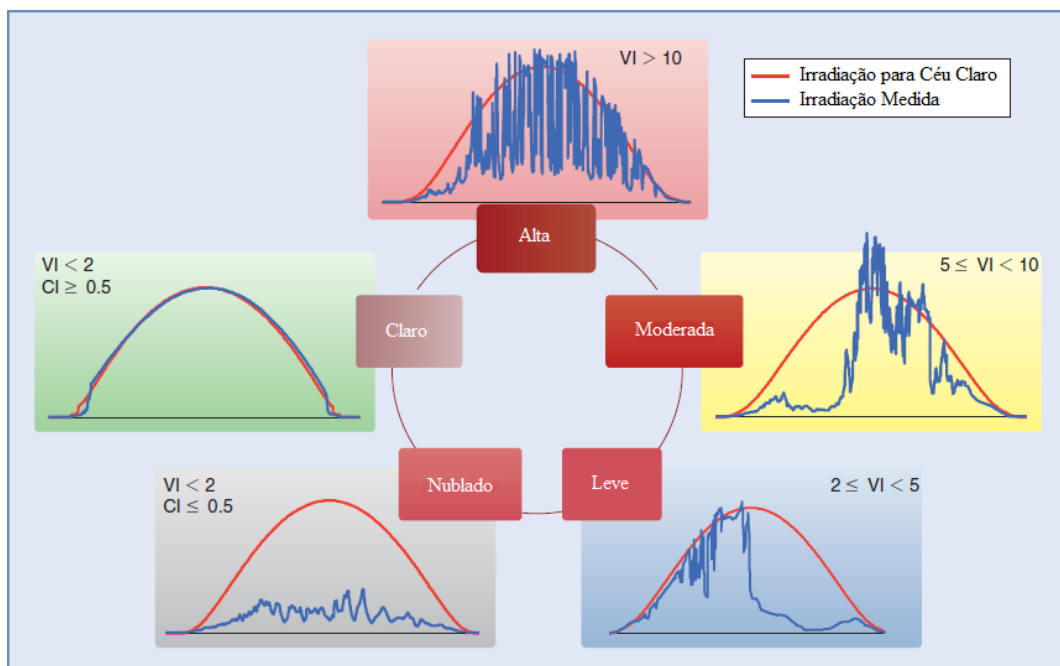 VI > 10
Irradiação para Céu Claro
Irradiação Medida
Alta
VI < 2
CI ≥ 0.5
5 ≤ VI < 10
Claro
Moderada
VI < 2
CI ≤ 0.5
Nublado
Leve
2 ≤ VI < 5